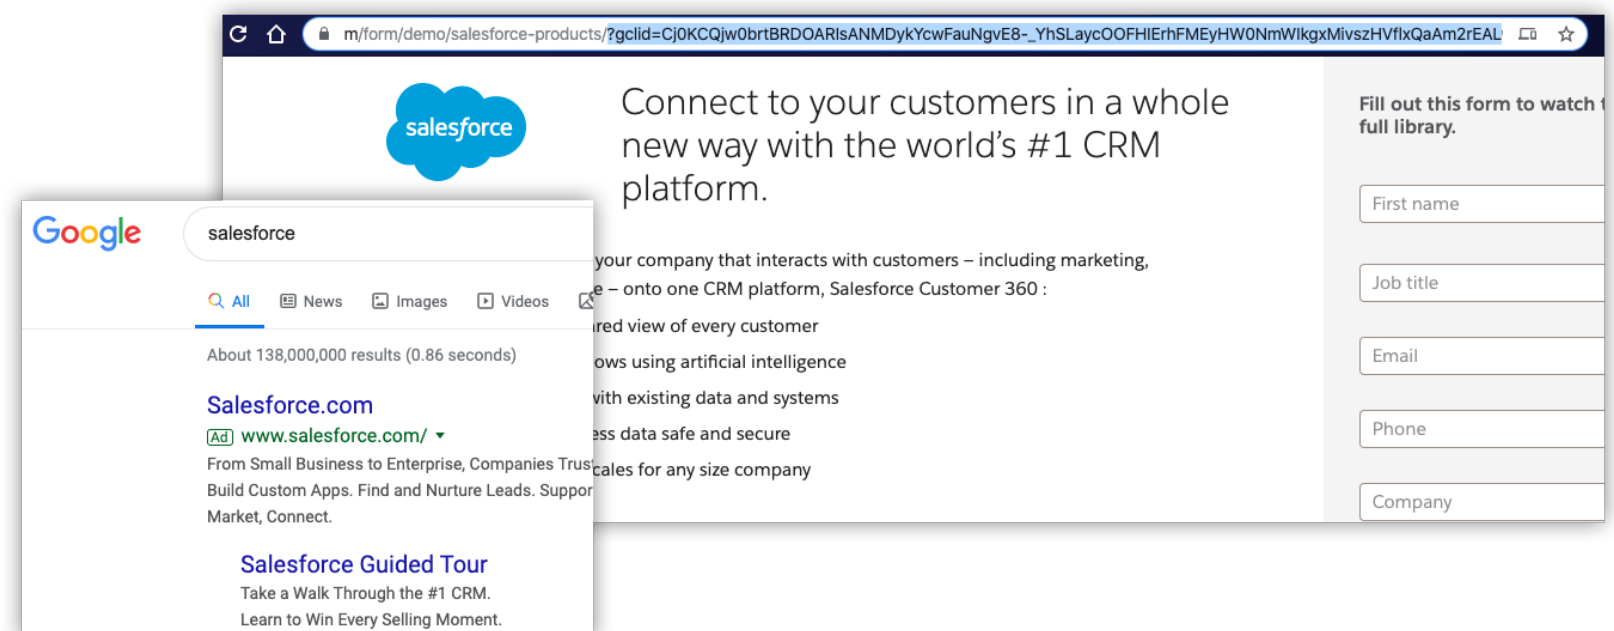 m/form/demo/salesforce-products/?gclid=Cj0KCQjw0brtBRDOARIsANMDykYcwFauNgvE8-_YhSLaycOOFHIErhFMEyHW0NmWIkgxMivszHVflxQaAm2rEAL
salesforce
Connect to your customers in a whole
new way with the world's #1 CRM
platform.
your company that interacts with customers – including marketing,
e – onto one CRM platform, Salesforce Customer 360 :
ared view of every customer
ows using artificial intelligence
with existing data and systems
ess data safe and secure
cales for any size company
Fill out this form to watch t
full library.
First name
Job title
Email
Phone
Company
Google
salesforce
All News Images Videos
About 138,000,000 results (0.86 seconds)
Salesforce.com
Ad www.salesforce.com/
From Small Business to Enterprise, Companies Trust
Build Custom Apps. Find and Nurture Leads. Suppor
Market, Connect.
Salesforce Guided Tour
Take a Walk Through the #1 CRM.
Learn to Win Every Selling Moment.